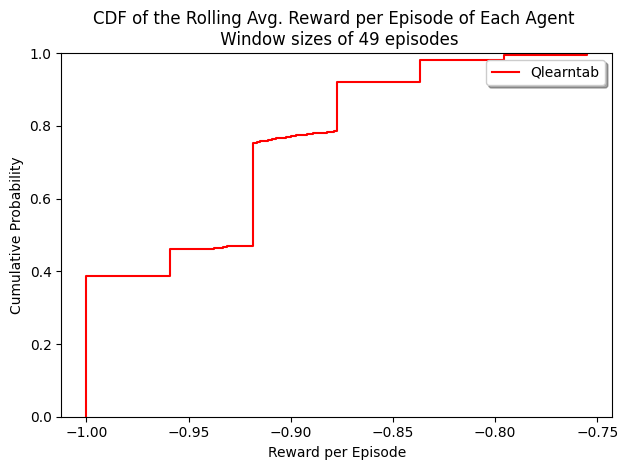 CDF of the Rolling Avg. Reward per Episode of Each Agent
Window sizes of 49 episodes
Qlearntab
Cumulative Probability
1.0
0.8
0.6
0.4
0.2
0.0
−1.00 −0.95 −0.90 −0.85 −0.80 −0.75
Reward per Episode